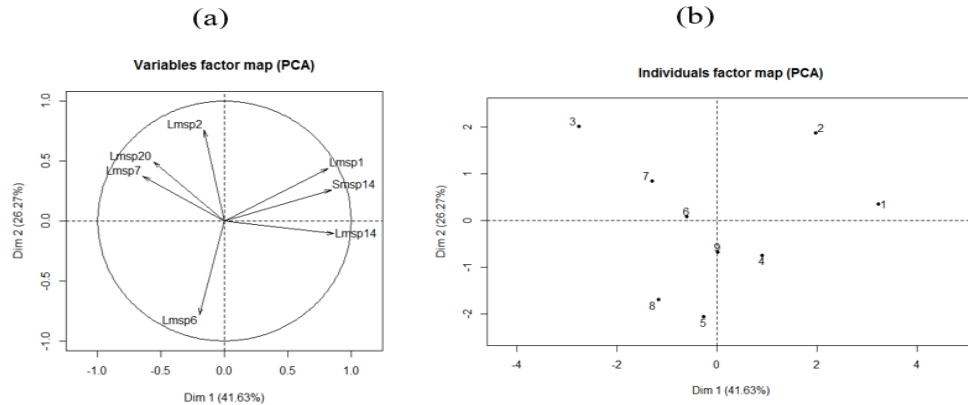 (a)
Variables factor map (PCA)
Dim 2 (26.27%)
1.0
0.5
0.0
-0.5
-1.0
Lmsp2
Lmsp20
Lmsp7
Lmsp1
Smsp14
Lmsp14
Lmsp6
-1.0 -0.5 0.0 0.5 1.0
Dim 1 (41.63%)
(b)
Individuals factor map (PCA)
Dim 2 (26.27%)
2
1
0
-1
-2
3
2
7
1
6
9
4
8
5
-4 -2 0 2 4
Dim 1 (41.63%)